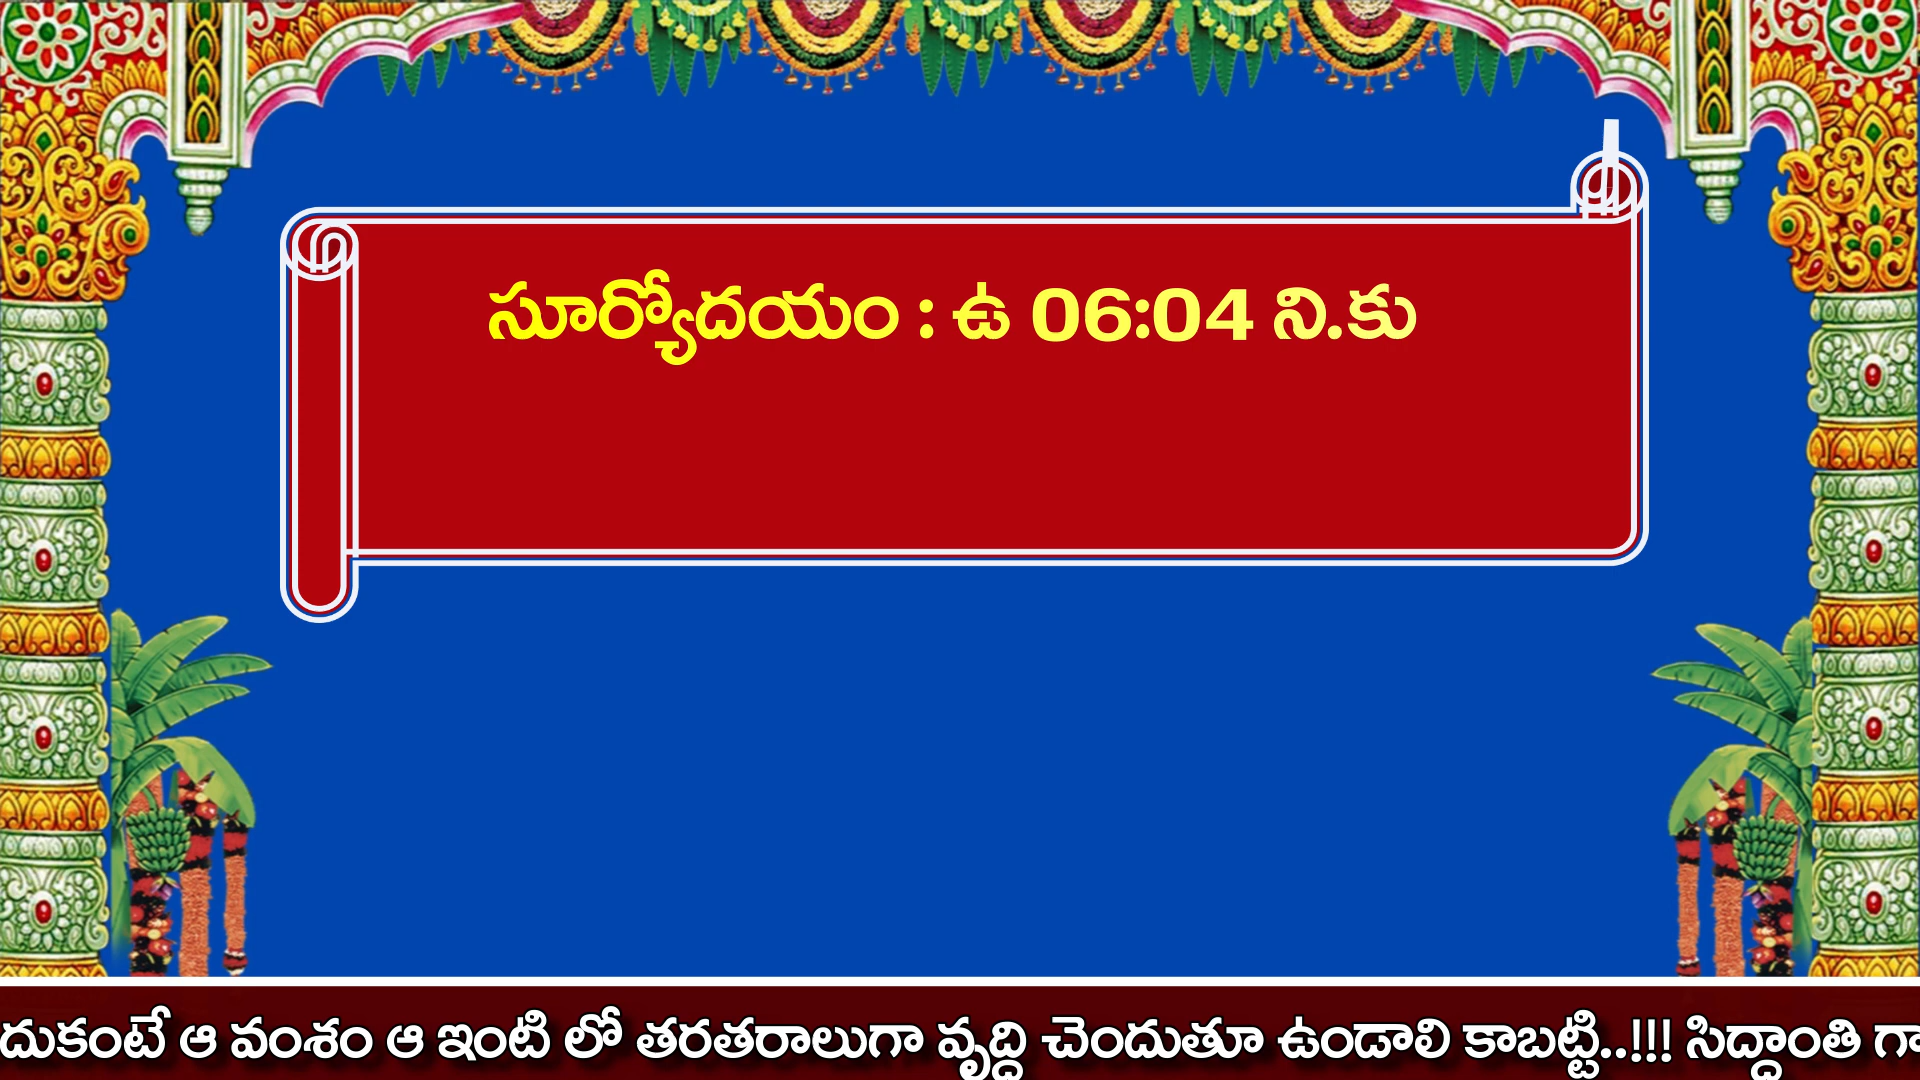 సూర్యోదయం : ఉ 06:04 ని.కు
దుకంటే ఆ వంశం ఆ ఇంటి లో తరతరాలుగా వృద్ధి చెందుతూ ఉండాలి కాబట్టి..!!! సిద్ధాంతి గా